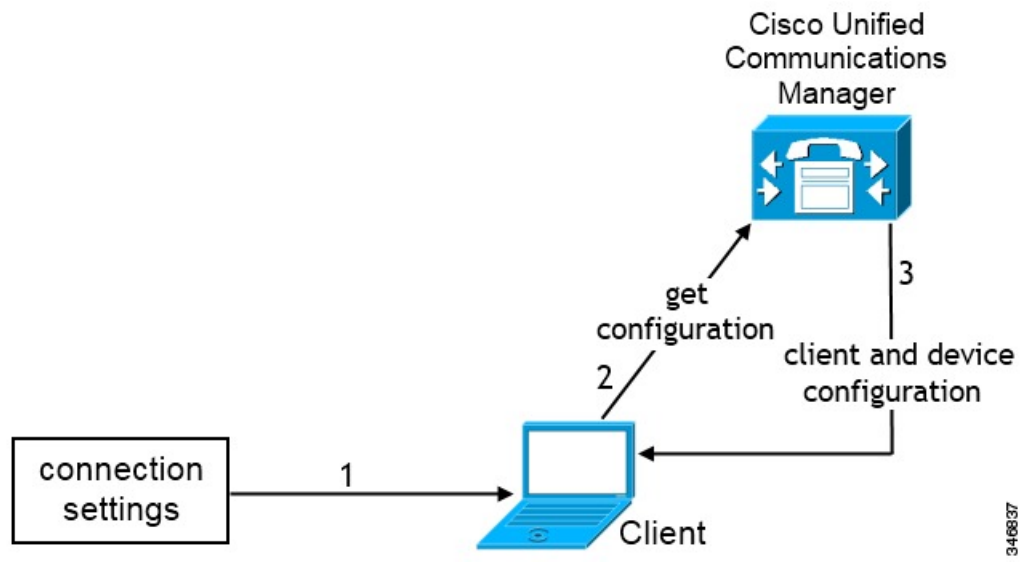 Cisco Unified
Communications
Manager
3
get
configuration
client and device
configuration
2
connection
settings
1
Client
346837